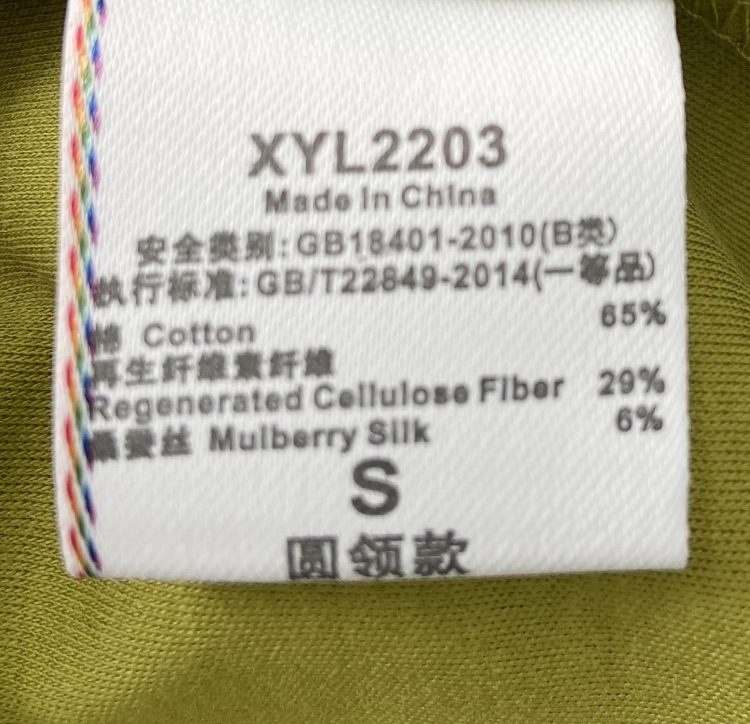 XYL2203
Made In China
安全类别:GB18401-2010(B类)
执行标准:GB/T22849-2014(一等品)
棉 Cotton 65%
再生纤维素纤维
Regenerated Cellulose Fiber 29%
桑蚕丝 Mulberry Silk 6%
S
圆领款